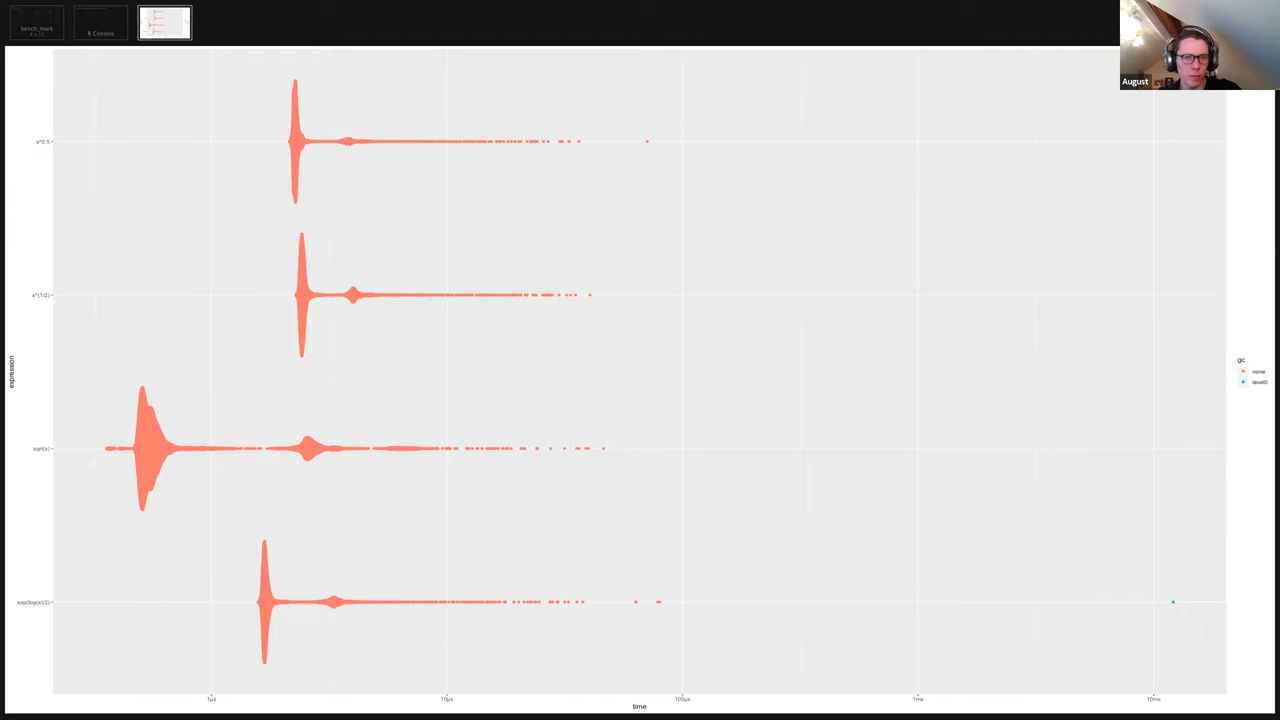 bench_mark
R Console
August
x^0.5
x^(1/2)
sqrt(x)
exp(log(x)/2)
expression
gc
none
level0
1µs
10µs
100µs
1ms
10ms
time